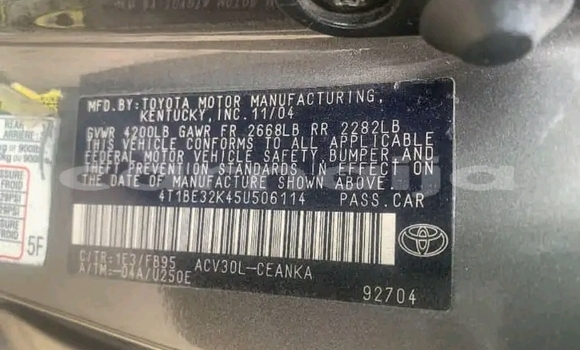 MFD.BY:TOYOTA MOTOR MANUFACTURING,
KENTUCKY, INC. 11/04
GVWR 4200LB GAWR FR 2668LB RR 2282LB
THIS VEHICLE CONFORMS TO ALL APPLICABLE
FEDERAL MOTOR VEHICLE SAFETY, BUMPER, AND
THEFT PREVENTION STANDARDS IN EFFECT ON
THE DATE OF MANUFACTURE SHOWN ABOVE.
4T1BE32K45U506114 PASS.CAR
C/TR:1E3/FB95 ACV30L-CEANKA
A/TM:-04A/U250E
TOYOTA
92704
5F